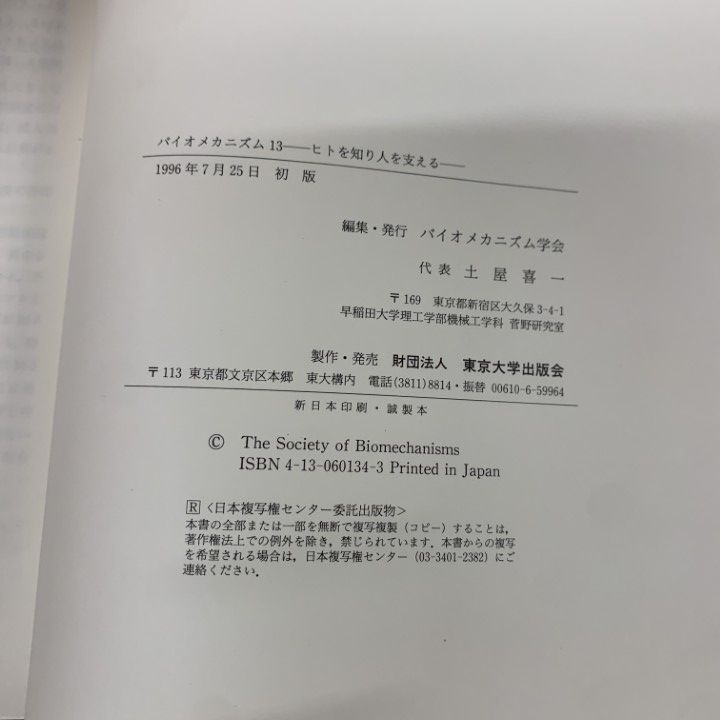 バイオメカニズム 13――ヒトを知り人を支える――
1996年7月25日 初 版
編集・発行 バイオメカニズム学会
代表 土 屋 喜 一
〒169 東京都新宿区大久保 3-4-1
早稲田大学理工学部機械工学科 菅野研究室
製作・発売 財団法人 東京大学出版会
〒113 東京都文京区本郷 東大構内 電話(3811)8814・振替 00610-6-59964
新日本印刷・誠製本
© The Society of Biomechanisms
ISBN 4-13-060134-3 Printed in Japan
R〈日本複写権センター委託出版物〉
本書の全部または一部を無断で複写複製（コピー）することは，
著作権法上での例外を除き，禁じられています．本書からの複写
を希望される場合は，日本複写権センター（03-3401-2382）にご
連絡ください．